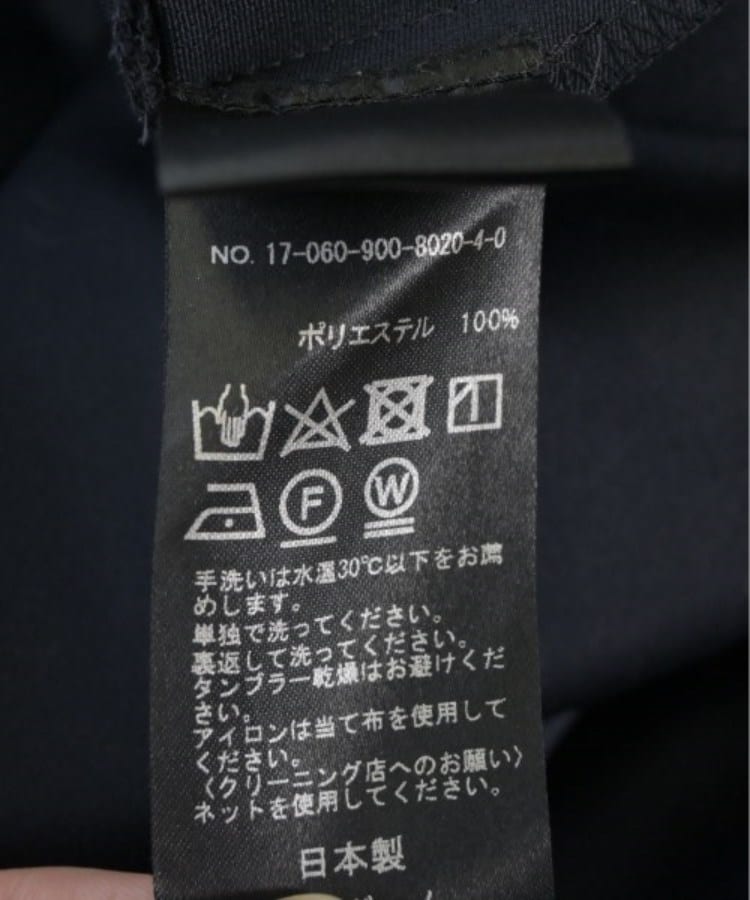 NO. 17-060-900-8020-4-0
ポリエステル 100%
F W
手洗いは水温30℃以下をお薦
めします。
単独で洗ってください。
裏返して洗ってください。
タンブラー乾燥はお避けくだ
さい。
アイロンは当て布を使用して
ください。
〈クリーニング店へのお願い〉
ネットを使用してください。
日本製